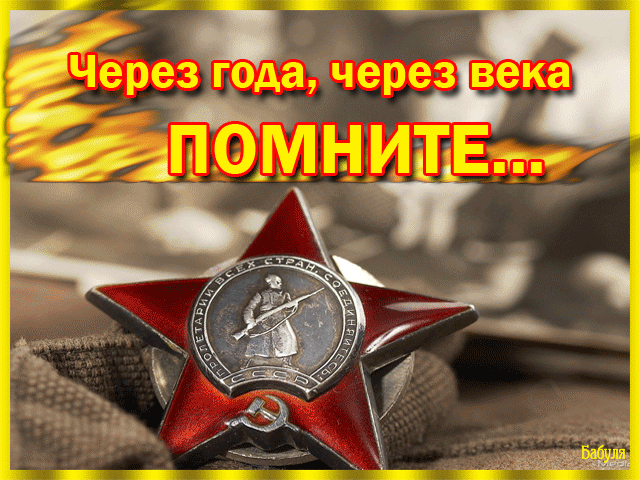 Через года, через века
ПОМНИТЕ...
ПРОЛЕТАРИИ ВСЕХ СТРАН, СОЕДИНЯЙТЕСЬ!
СССР
Бабуля